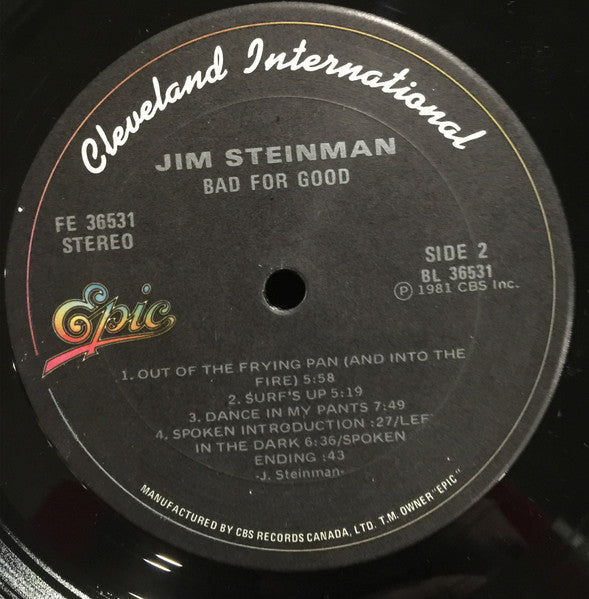 Cleveland International
JIM STEINMAN
BAD FOR GOOD
FE 36531
STEREO
SIDE 2
BL 36531
℗ 1981 CBS Inc.
Epic
1. OUT OF THE FRYING PAN (AND INTO THE
FIRE) 5:58
2. SURF'S UP 5:19
3. DANCE IN MY PANTS 7:49
4. SPOKEN INTRODUCTION :27/LEF
IN THE DARK 6:36/SPOKEN
ENDING :43
-J. Steinman-
MANUFACTURED BY CBS RECORDS CANADA, LTD. T.M. OWNER "EPIC"